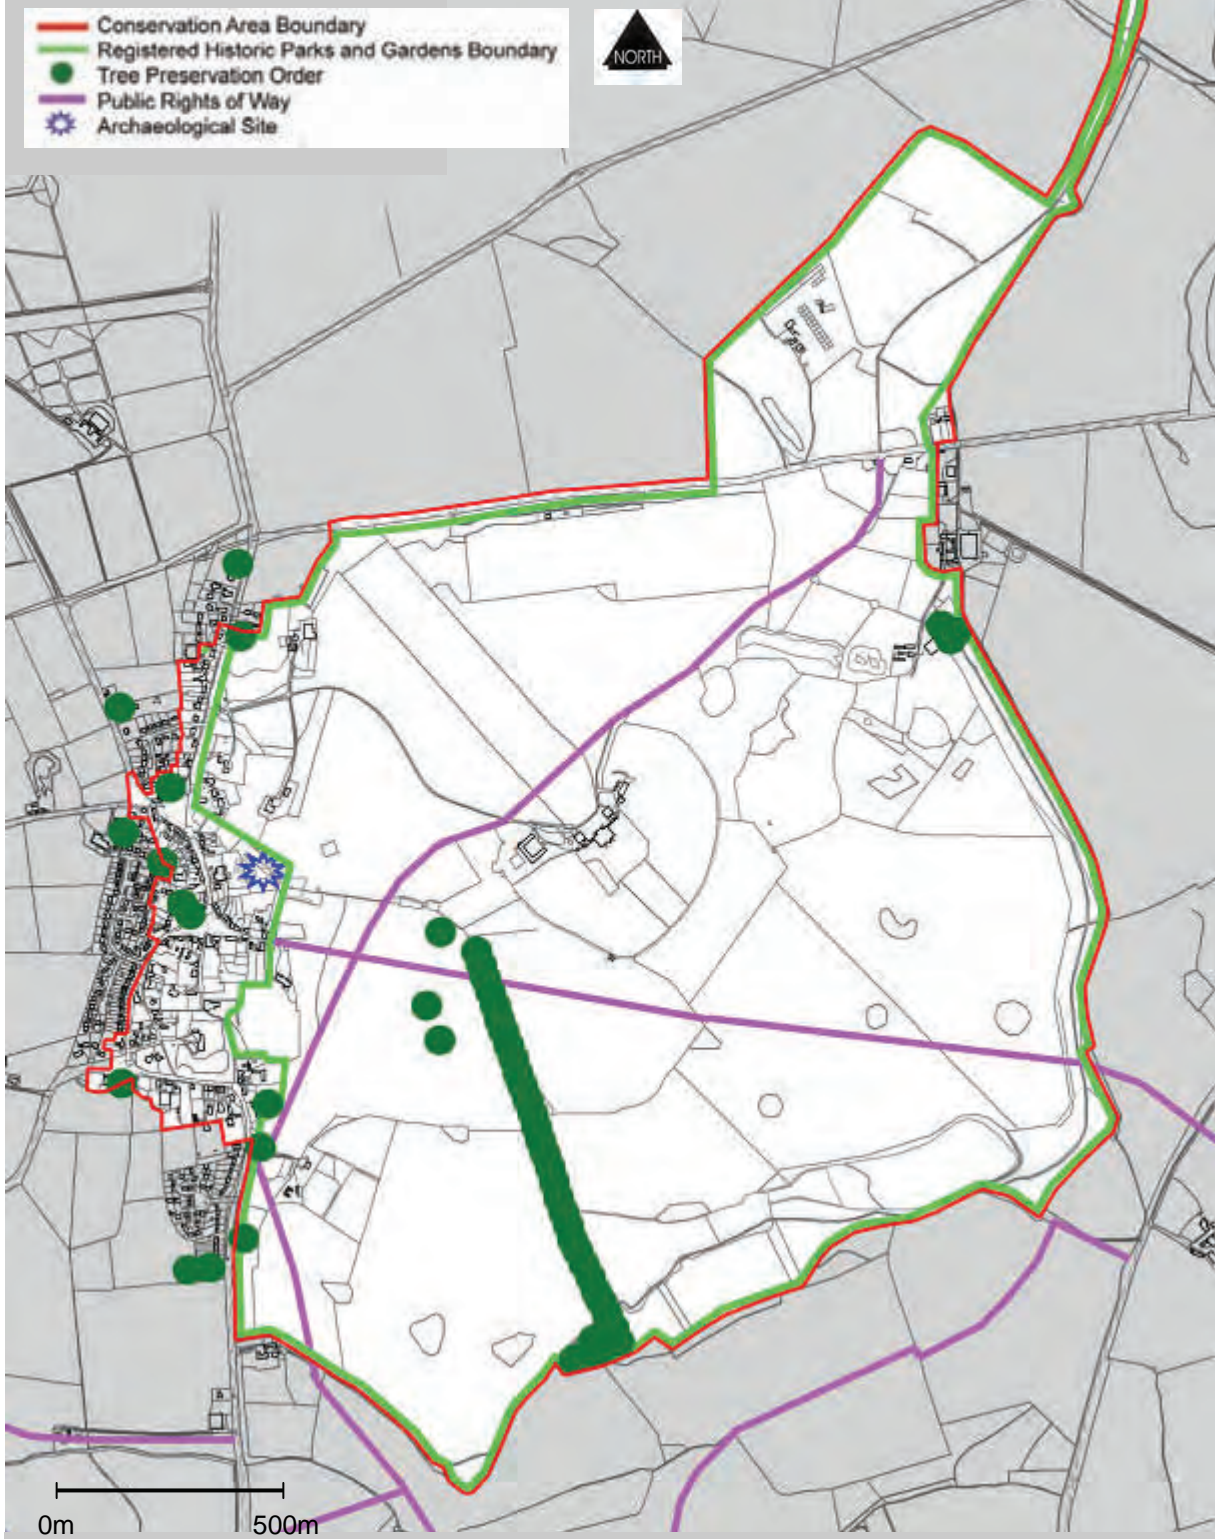 Conservation Area Boundary
Registered Historic Parks and Gardens Boundary
Tree Preservation Order
Public Rights of Way
Archaeological Site
NORTH
0m 500m